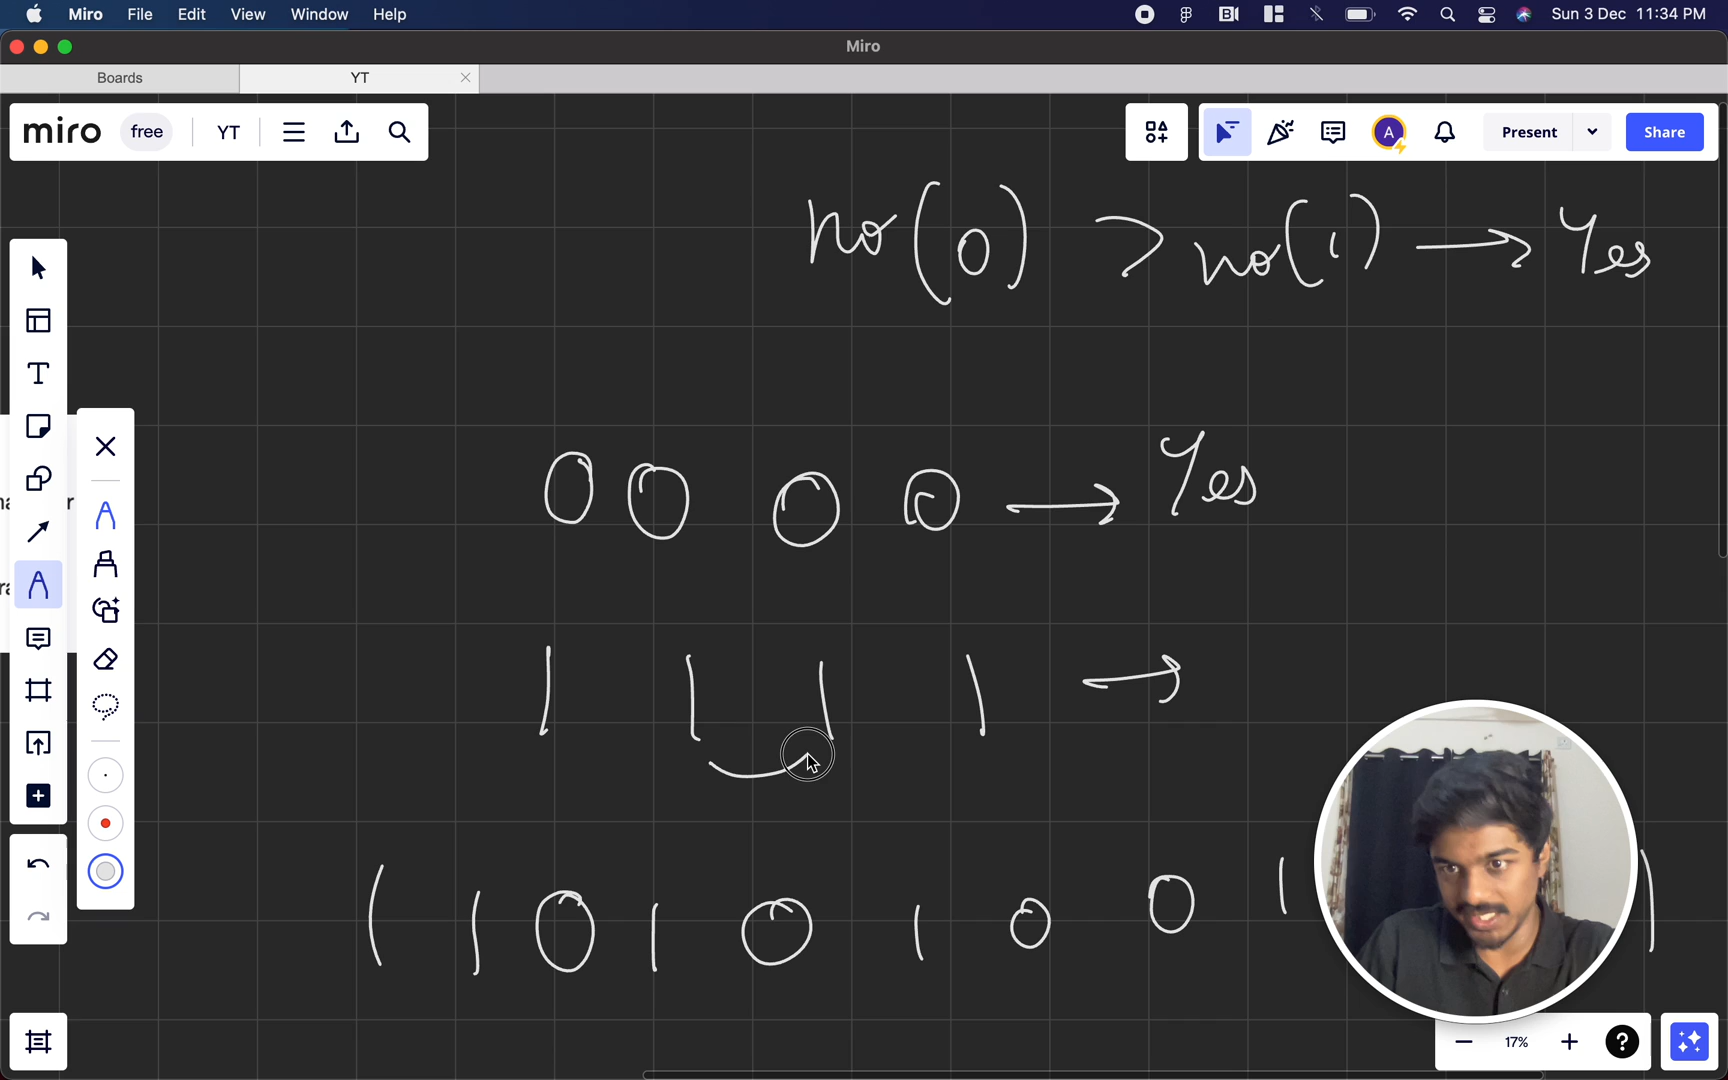 Miro File Edit View Window Help Sun 3 Dec 11:34 PM
Miro
Boards YT
miro free YT Present Share
A
no(0) > no(1) → Yes
0 0 0 0 → Yes
1 1 1 1 →
1 1 0 1 0 1 0 0 1 1
17%